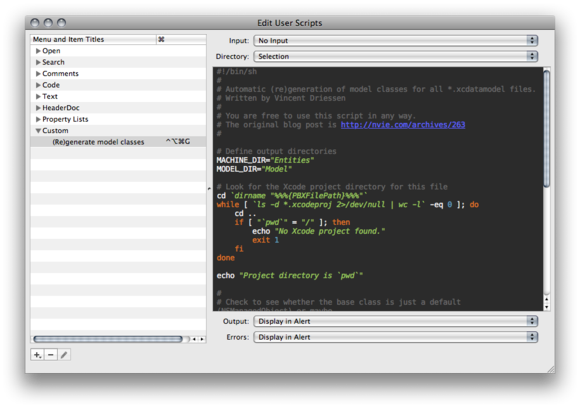 Edit User Scripts
Menu and Item Titles ⌘
Open
Search
Comments
Code
Text
HeaderDoc
Property Lists
Custom
(Re)generate model classes ^⌥⌘G
Input: No Input
Directory: Selection
#!/bin/sh
#
# Automatic (re)generation of model classes for all *.xcdatamodel files.
# Written by Vincent Driessen
#
# You are free to use this script in any way.
# The original blog post is http://nvie.com/archives/263
#
# Define output directories
MACHINE_DIR="Entities"
MODEL_DIR="Model"
# Look for the Xcode project directory for this file
cd `dirname "%%%{PBXFilePath}%%%"`
while [ `ls -d *.xcodeproj 2>/dev/null | wc -l` -eq 0 ]; do
cd ..
if [ "`pwd`" = "/" ]; then
echo "No Xcode project found."
exit 1
fi
done
echo "Project directory is `pwd`"
#
# Check to see whether the base class is just a default
Output: Display in Alert
Errors: Display in Alert